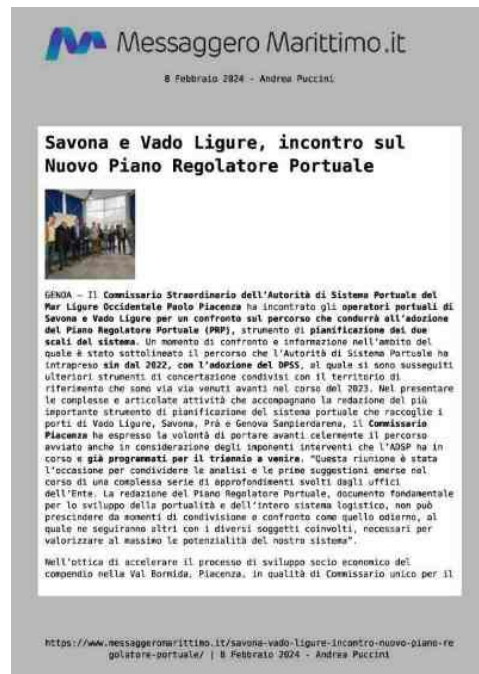 Messaggero Marittimo.it
8 Febbraio 2024 - Andrea Puccini
Savona e Vado Ligure, incontro sul
Nuovo Piano Regolatore Portuale
GENOA – Il Commissario Straordinario dell'Autorità di Sistema Portuale del
Mar Ligure Occidentale Paolo Piacenza ha incontrato gli operatori portuali di
Savona e Vado Ligure per un confronto sul percorso che condurrà all'adozione
del Piano Regolatore Portuale (PRP), strumento di pianificazione dei due
scali del sistema. Un momento di confronto e informazione nell'ambito del
quale è stato sottolineato il percorso che l'Autorità di Sistema Portuale ha
intrapreso sin dal 2022, con l'adozione del DPSS, al quale si sono susseguiti
ulteriori strumenti di concertazione condivisi con il territorio di
riferimento che sono via via venuti avanti nel corso del 2023. Nel presentare
le complesse e articolate attività che accompagnano la redazione del più
importante strumento di pianificazione del sistema portuale che raccoglie i
porti di Vado Ligure, Savona, Prà e Genova Sampierdarena, il Commissario
Piacenza ha espresso la volontà di portare avanti celermente il percorso
avviato anche in considerazione degli imponenti interventi che l'ADSP ha in
corso e già programmati per il triennio a venire. "Questa riunione è stata
l'occasione per condividere le analisi e le prime suggestioni emerse nel
corso di una complessa serie di approfondimenti svolti dagli uffici
dell'Ente. La redazione del Piano Regolatore Portuale, documento fondamentale
per lo sviluppo della portualità e dell'intero sistema logistico, non può
prescindere da momenti di condivisione e confronto come quello odierno, al
quale ne seguiranno altri con i diversi soggetti coinvolti, necessari per
valorizzare al massimo le potenzialità del nostro sistema".
Nell'ottica di accelerare il processo di sviluppo socio economico del
compendio nella Val Bormida, Piacenza, in qualità di Commissario unico per il
https://www.messaggeromarittimo.it/savona-vado-ligure-incontro-nuovo-piano-re
golatore-portuale/ | 8 Febbraio 2024 - Andrea Puccini